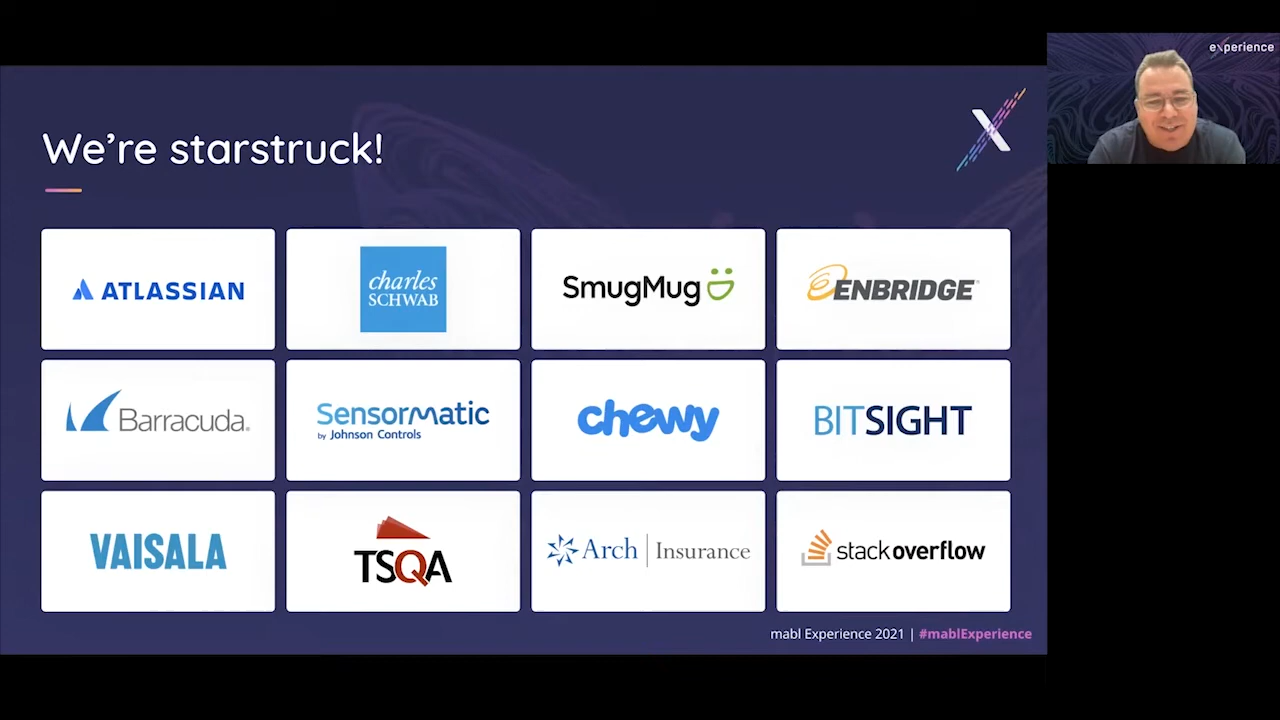 experience
We're starstruck!
X
ATLASSIAN
charles
SCHWAB
SmugMug
ENBRIDGE
Barracuda
Sensormatic
by Johnson Controls
chewy
BITSIGHT
VAISALA
TSQA
Arch | Insurance
stackoverflow
mabl Experience 2021 | #mablExperience